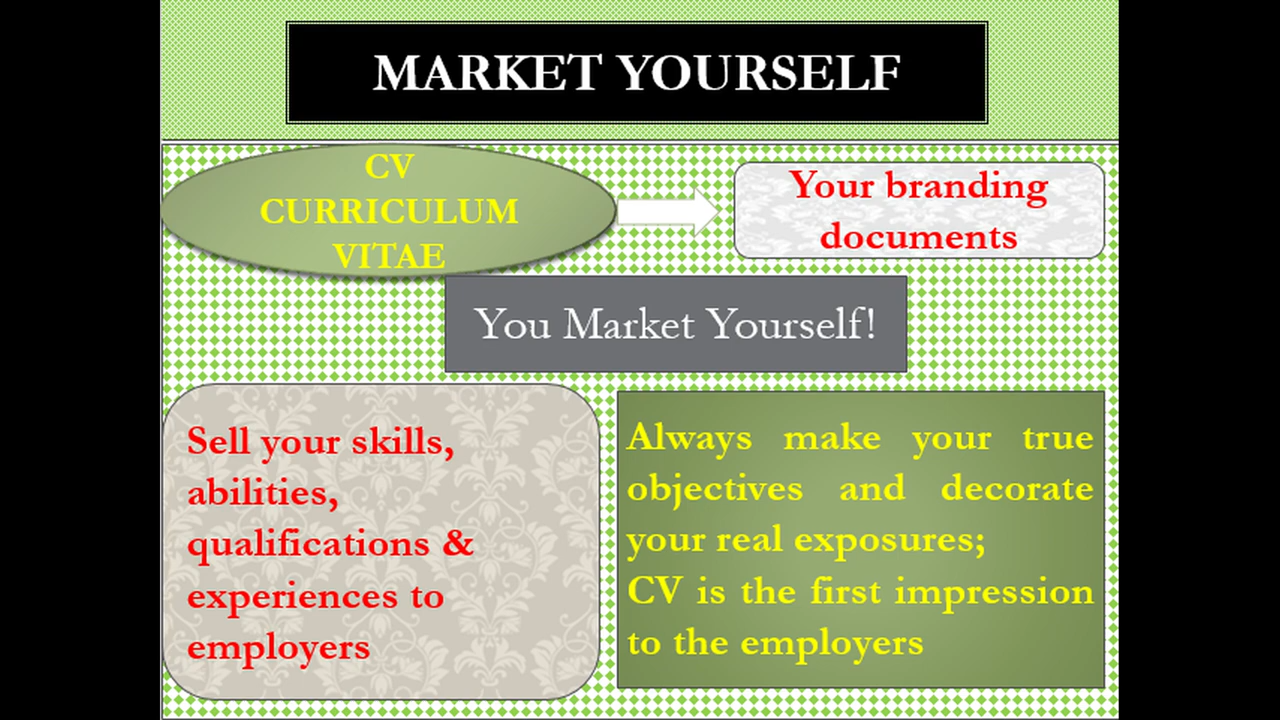 MARKET YOURSELF
CV
CURRICULUM
VITAE
Your branding
documents
You Market Yourself!
Sell your skills,
abilities,
qualifications &
experiences to
employers
Always make your true
objectives and decorate
your real exposures;
CV is the first impression
to the employers